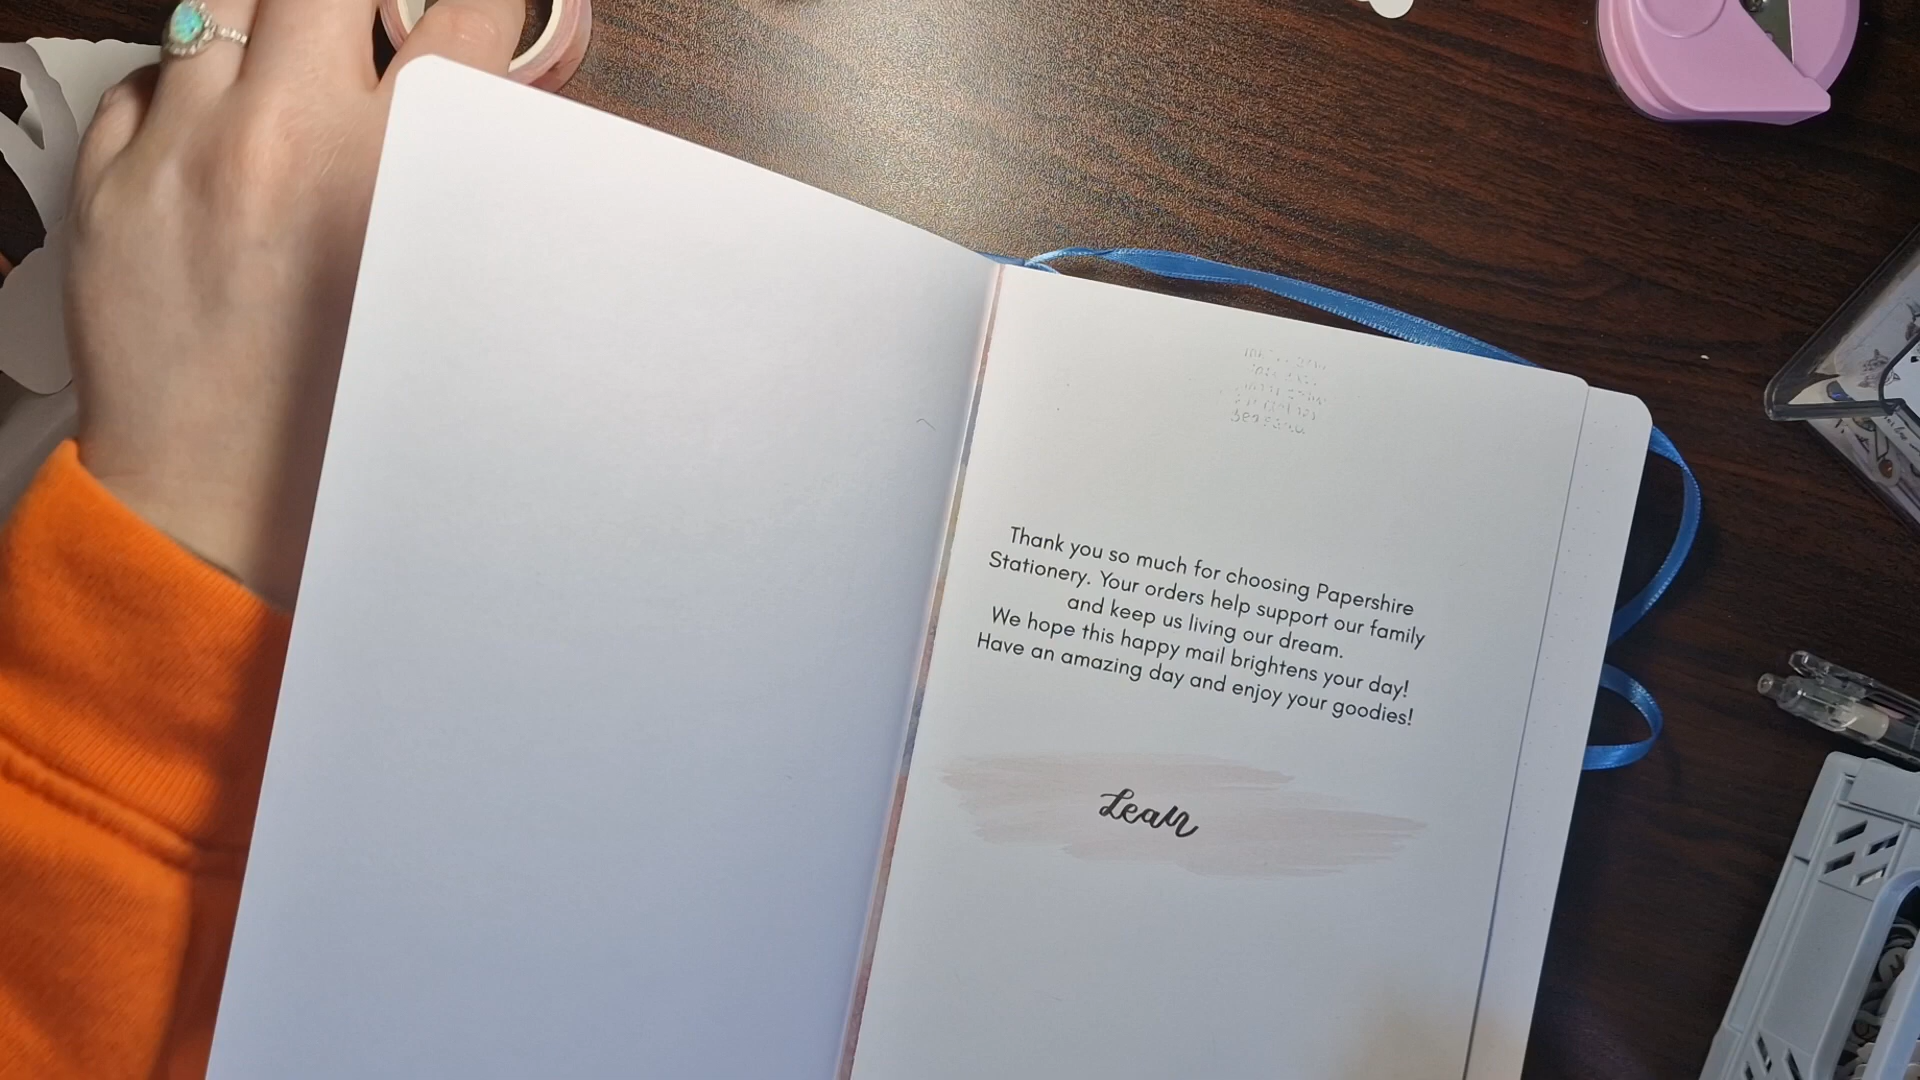 Thank you so much for choosing Papershire
Stationery. Your orders help support our family
and keep us living our dream.
We hope this happy mail brightens your day!
Have an amazing day and enjoy your goodies!
Leah